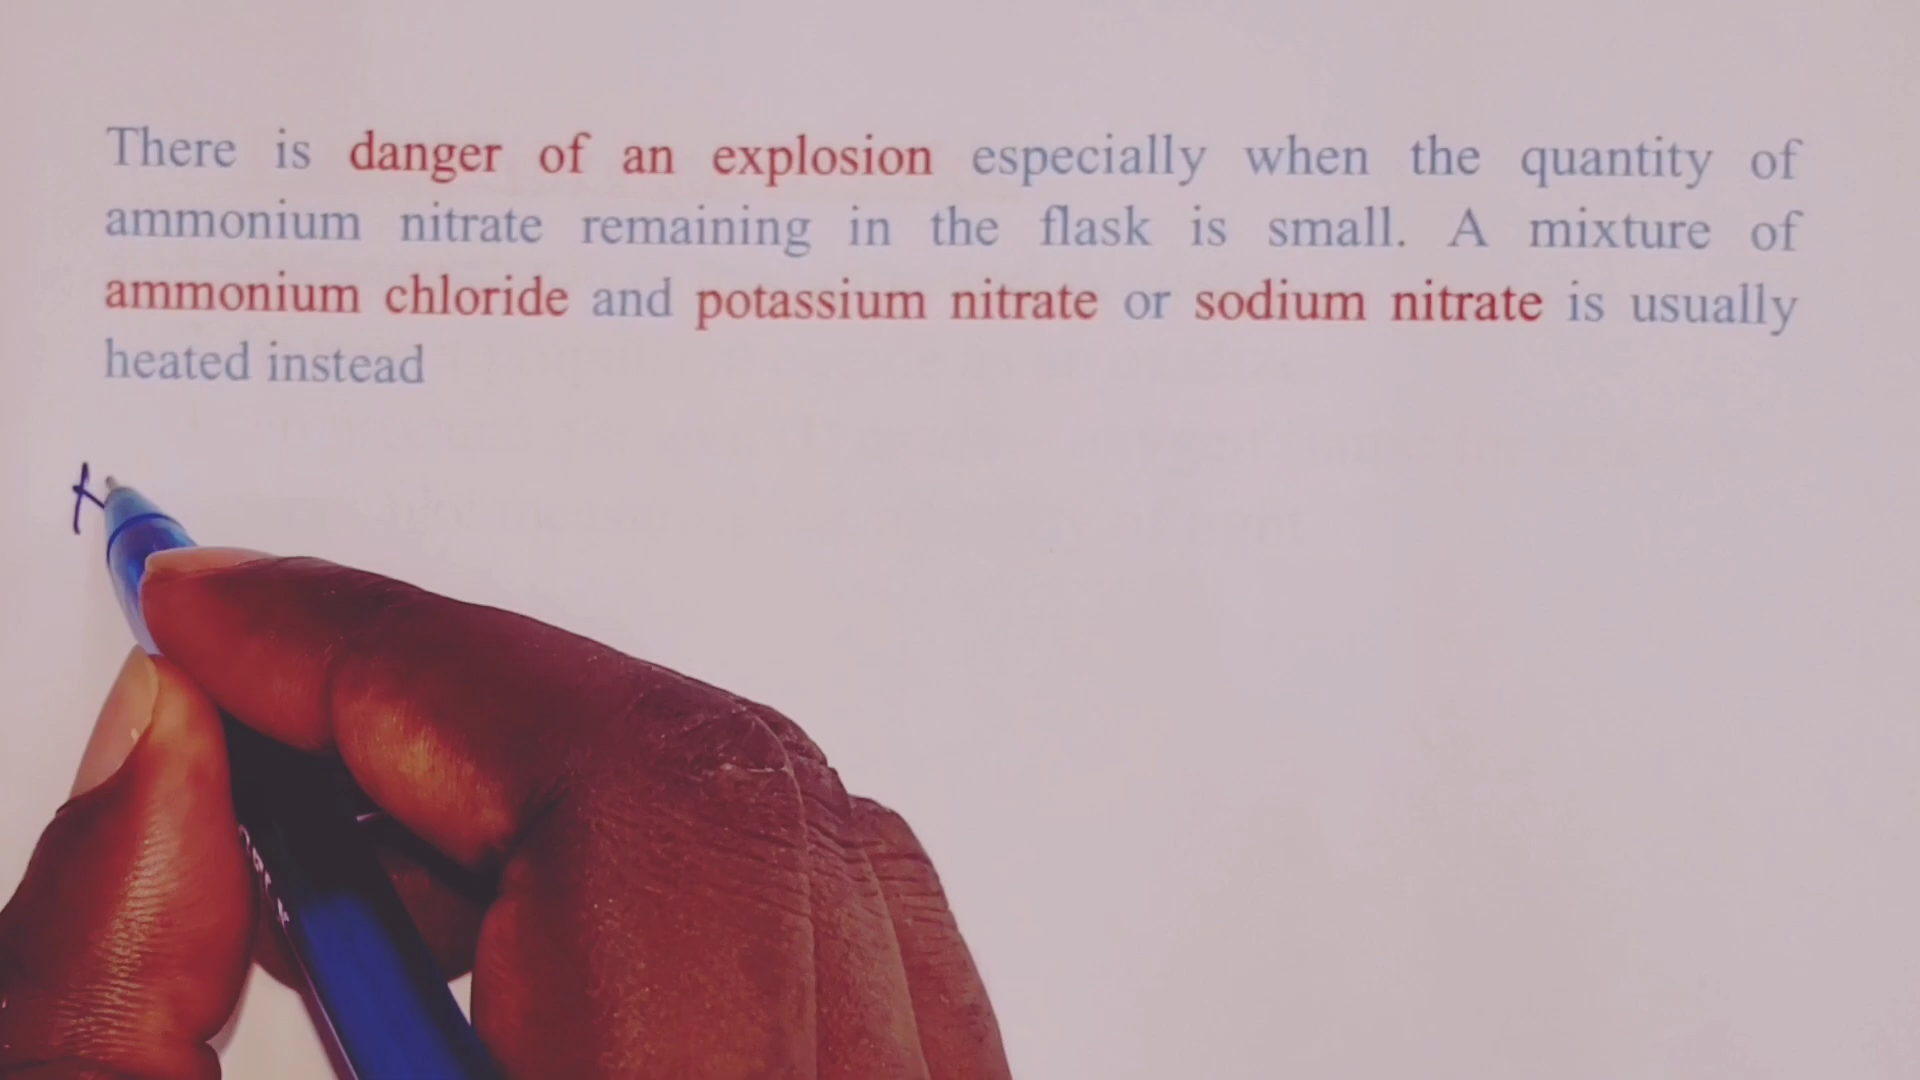 There is danger of an explosion especially when the quantity of
ammonium nitrate remaining in the flask is small. A mixture of
ammonium chloride and potassium nitrate or sodium nitrate is usually
heated instead